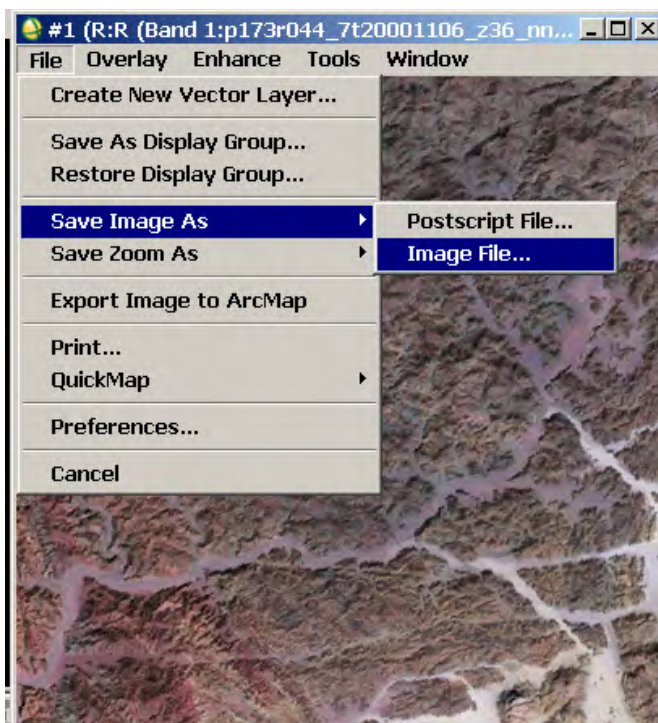 #1 (R:R (Band 1:p173r044_7t20001106_z36_nn...
File Overlay Enhance Tools Window
Create New Vector Layer...
Save As Display Group...
Restore Display Group...
Save Image As
Postscript File...
Save Zoom As
Image File...
Export Image to ArcMap
Print...
QuickMap
Preferences...
Cancel